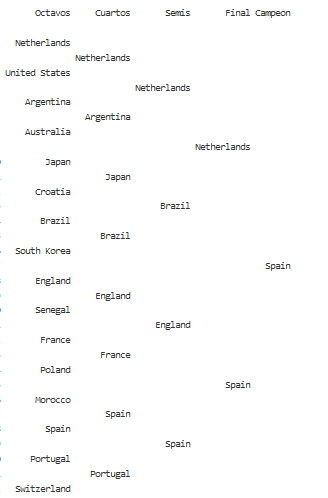 Octavos Cuartos Semis Final Campeon
Netherlands
Netherlands
United States
Netherlands
Argentina
Argentina
Australia
Netherlands
Japan
Japan
Croatia
Brazil
Brazil
Brazil
South Korea
Spain
England
England
Senegal
England
France
France
Poland
Spain
Morocco
Spain
Spain
Spain
Portugal
Portugal
Switzerland